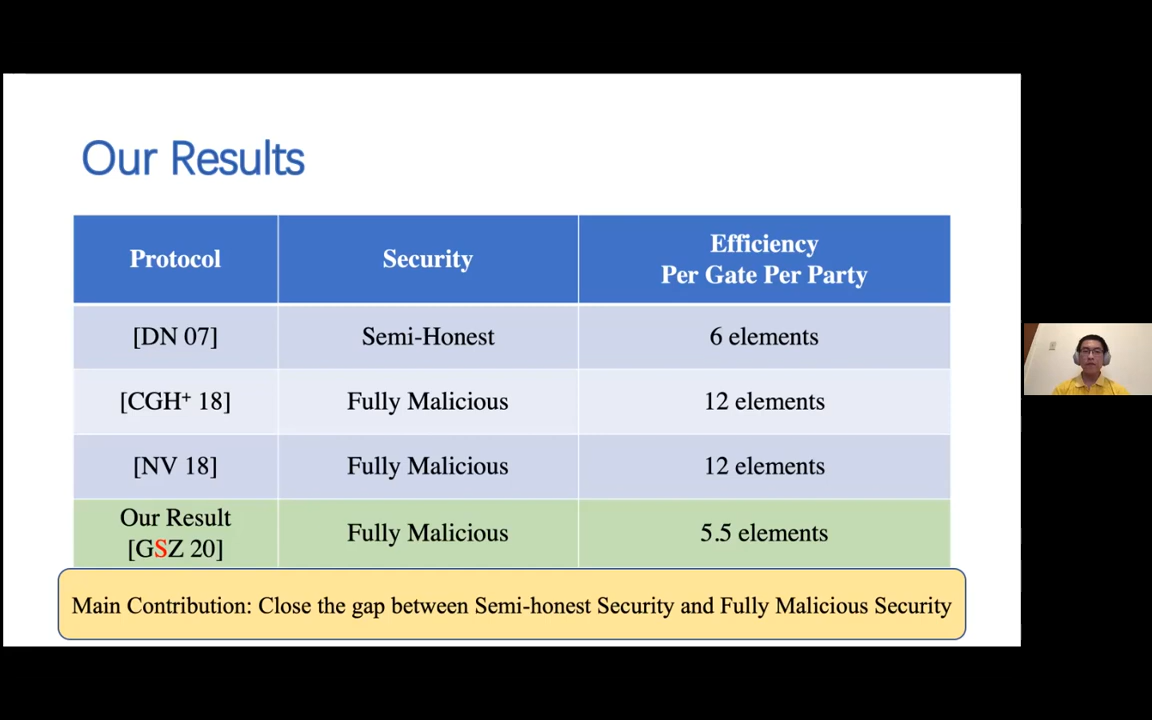 Our Results
Protocol
Security
Efficiency
Per Gate Per Party
[DN 07]
Semi-Honest
6 elements
[CGH⁺ 18]
Fully Malicious
12 elements
[NV 18]
Fully Malicious
12 elements
Our Result
[GSZ 20]
Fully Malicious
5.5 elements
Main Contribution: Close the gap between Semi-honest Security and Fully Malicious Security